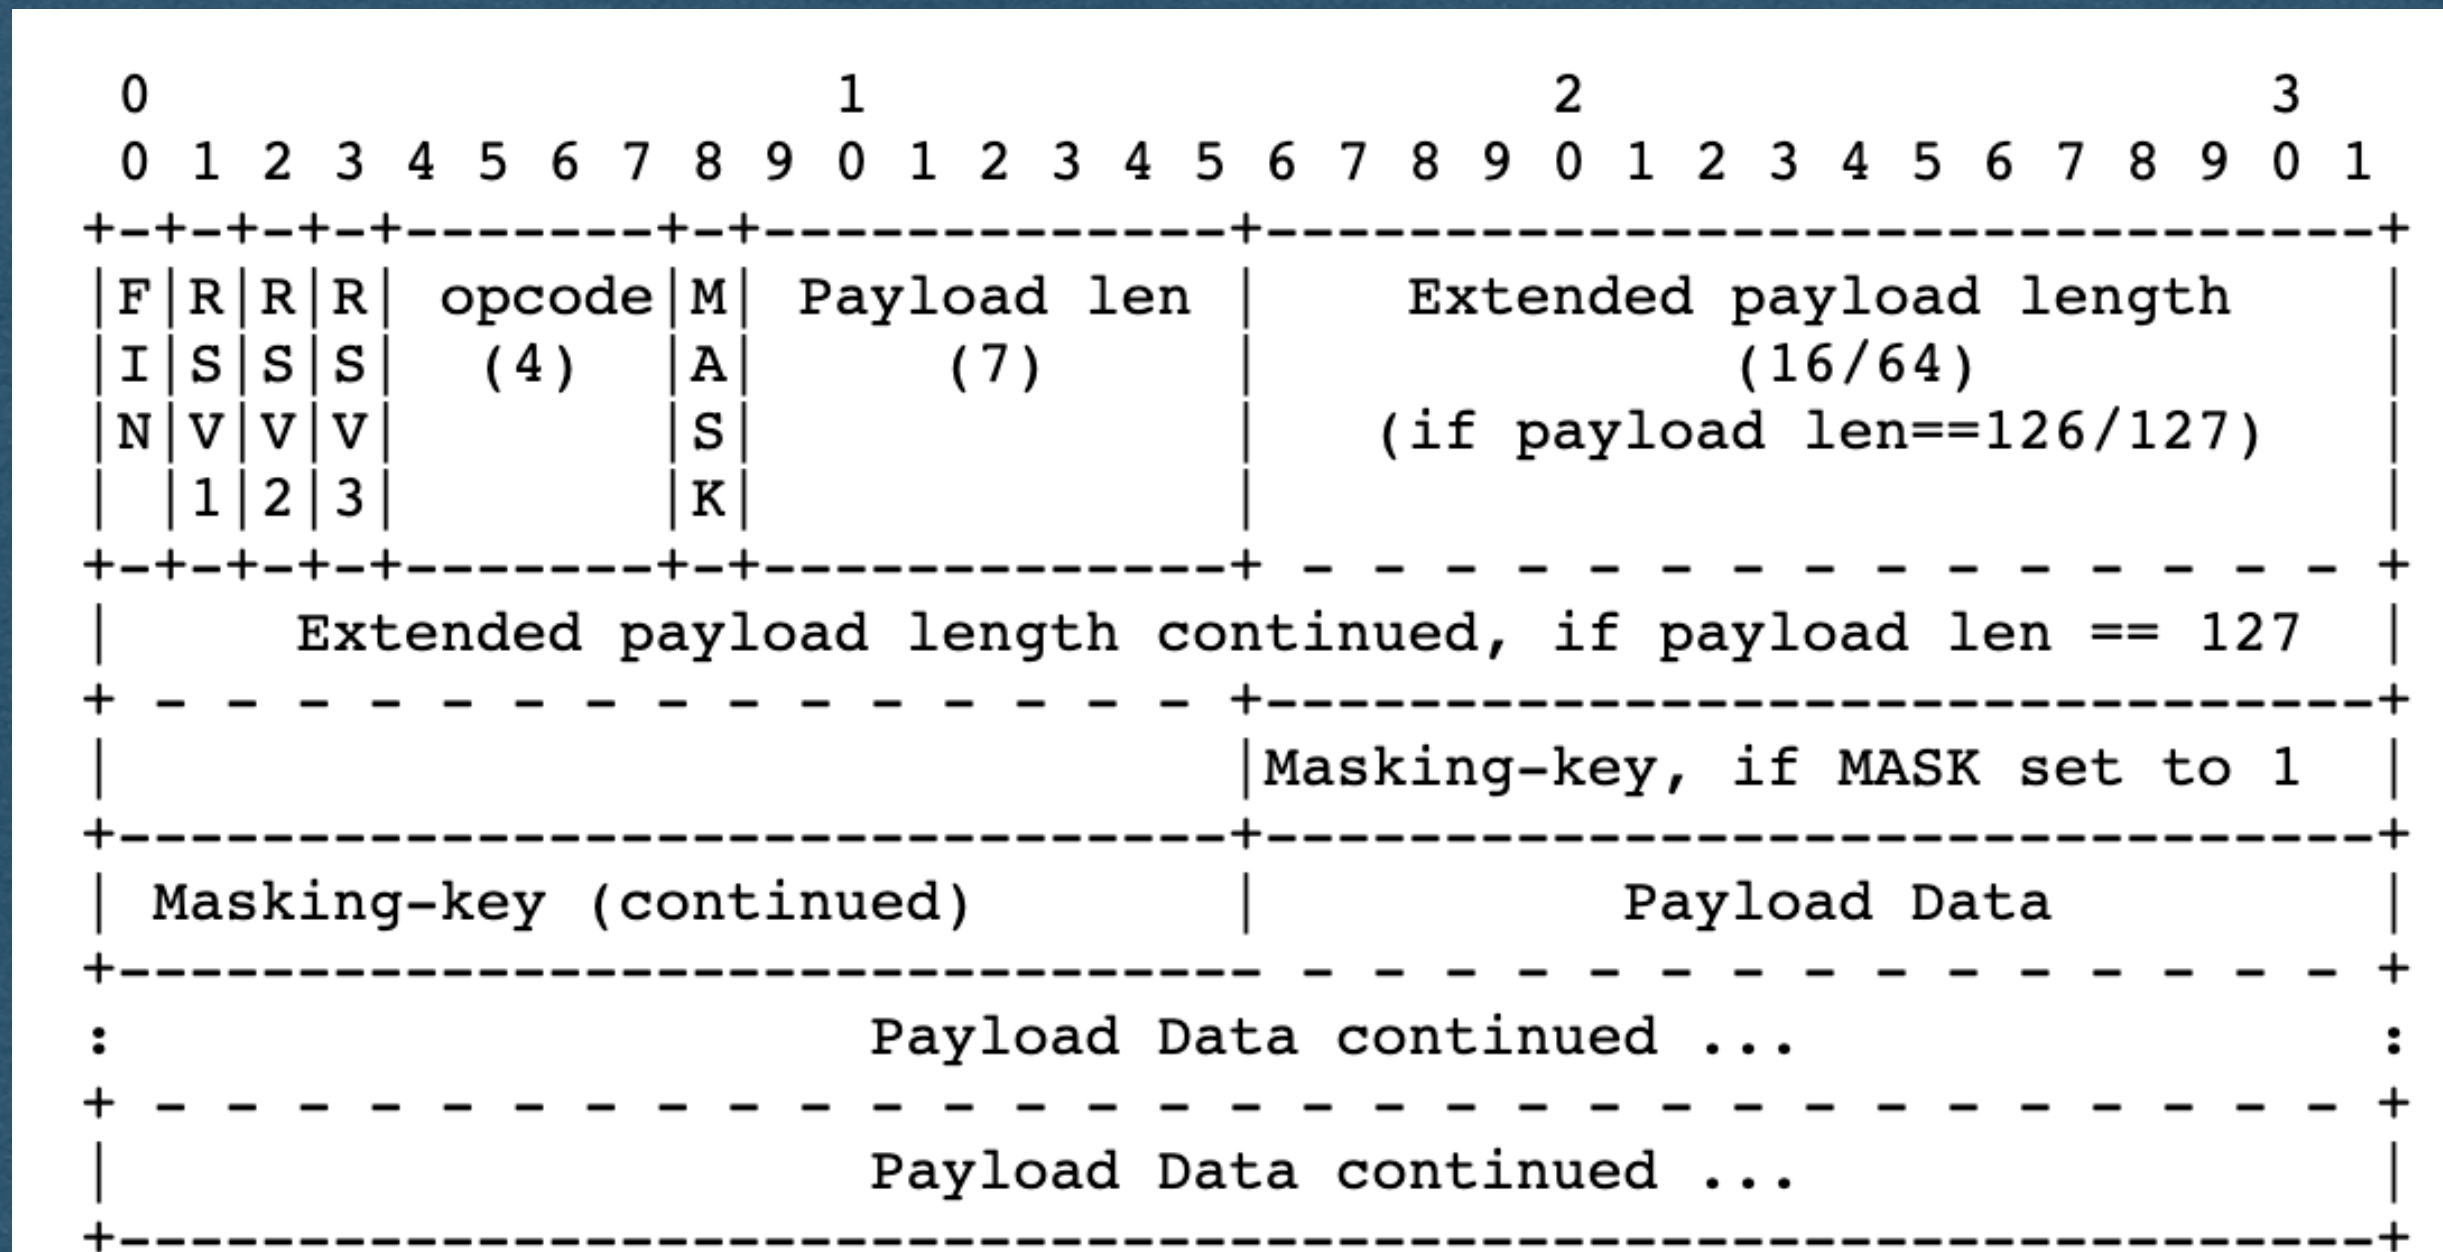 0                   1                   2                   3
 0 1 2 3 4 5 6 7 8 9 0 1 2 3 4 5 6 7 8 9 0 1 2 3 4 5 6 7 8 9 0 1
+-+-+-+-+-------+-+-------------+-------------------------------+
|F|R|R|R| opcode|M| Payload len |    Extended payload length    |
|I|S|S|S|  (4)  |A|     (7)     |             (16/64)           |
|N|V|V|V|       |S|             |   (if payload len==126/127)   |
| |1|2|3|       |K|             |                               |
+-+-+-+-+-------+-+-------------+ - - - - - - - - - - - - - - - +
|     Extended payload length continued, if payload len == 127  |
+ - - - - - - - - - - - - - - - +-------------------------------+
|                               |Masking-key, if MASK set to 1  |
+-------------------------------+-------------------------------+
| Masking-key (continued)       |          Payload Data         |
+-------------------------------- - - - - - - - - - - - - - - - +
:                     Payload Data continued ...                :
+ - - - - - - - - - - - - - - - - - - - - - - - - - - - - - - - +
|                     Payload Data continued ...                |
+---------------------------------------------------------------+